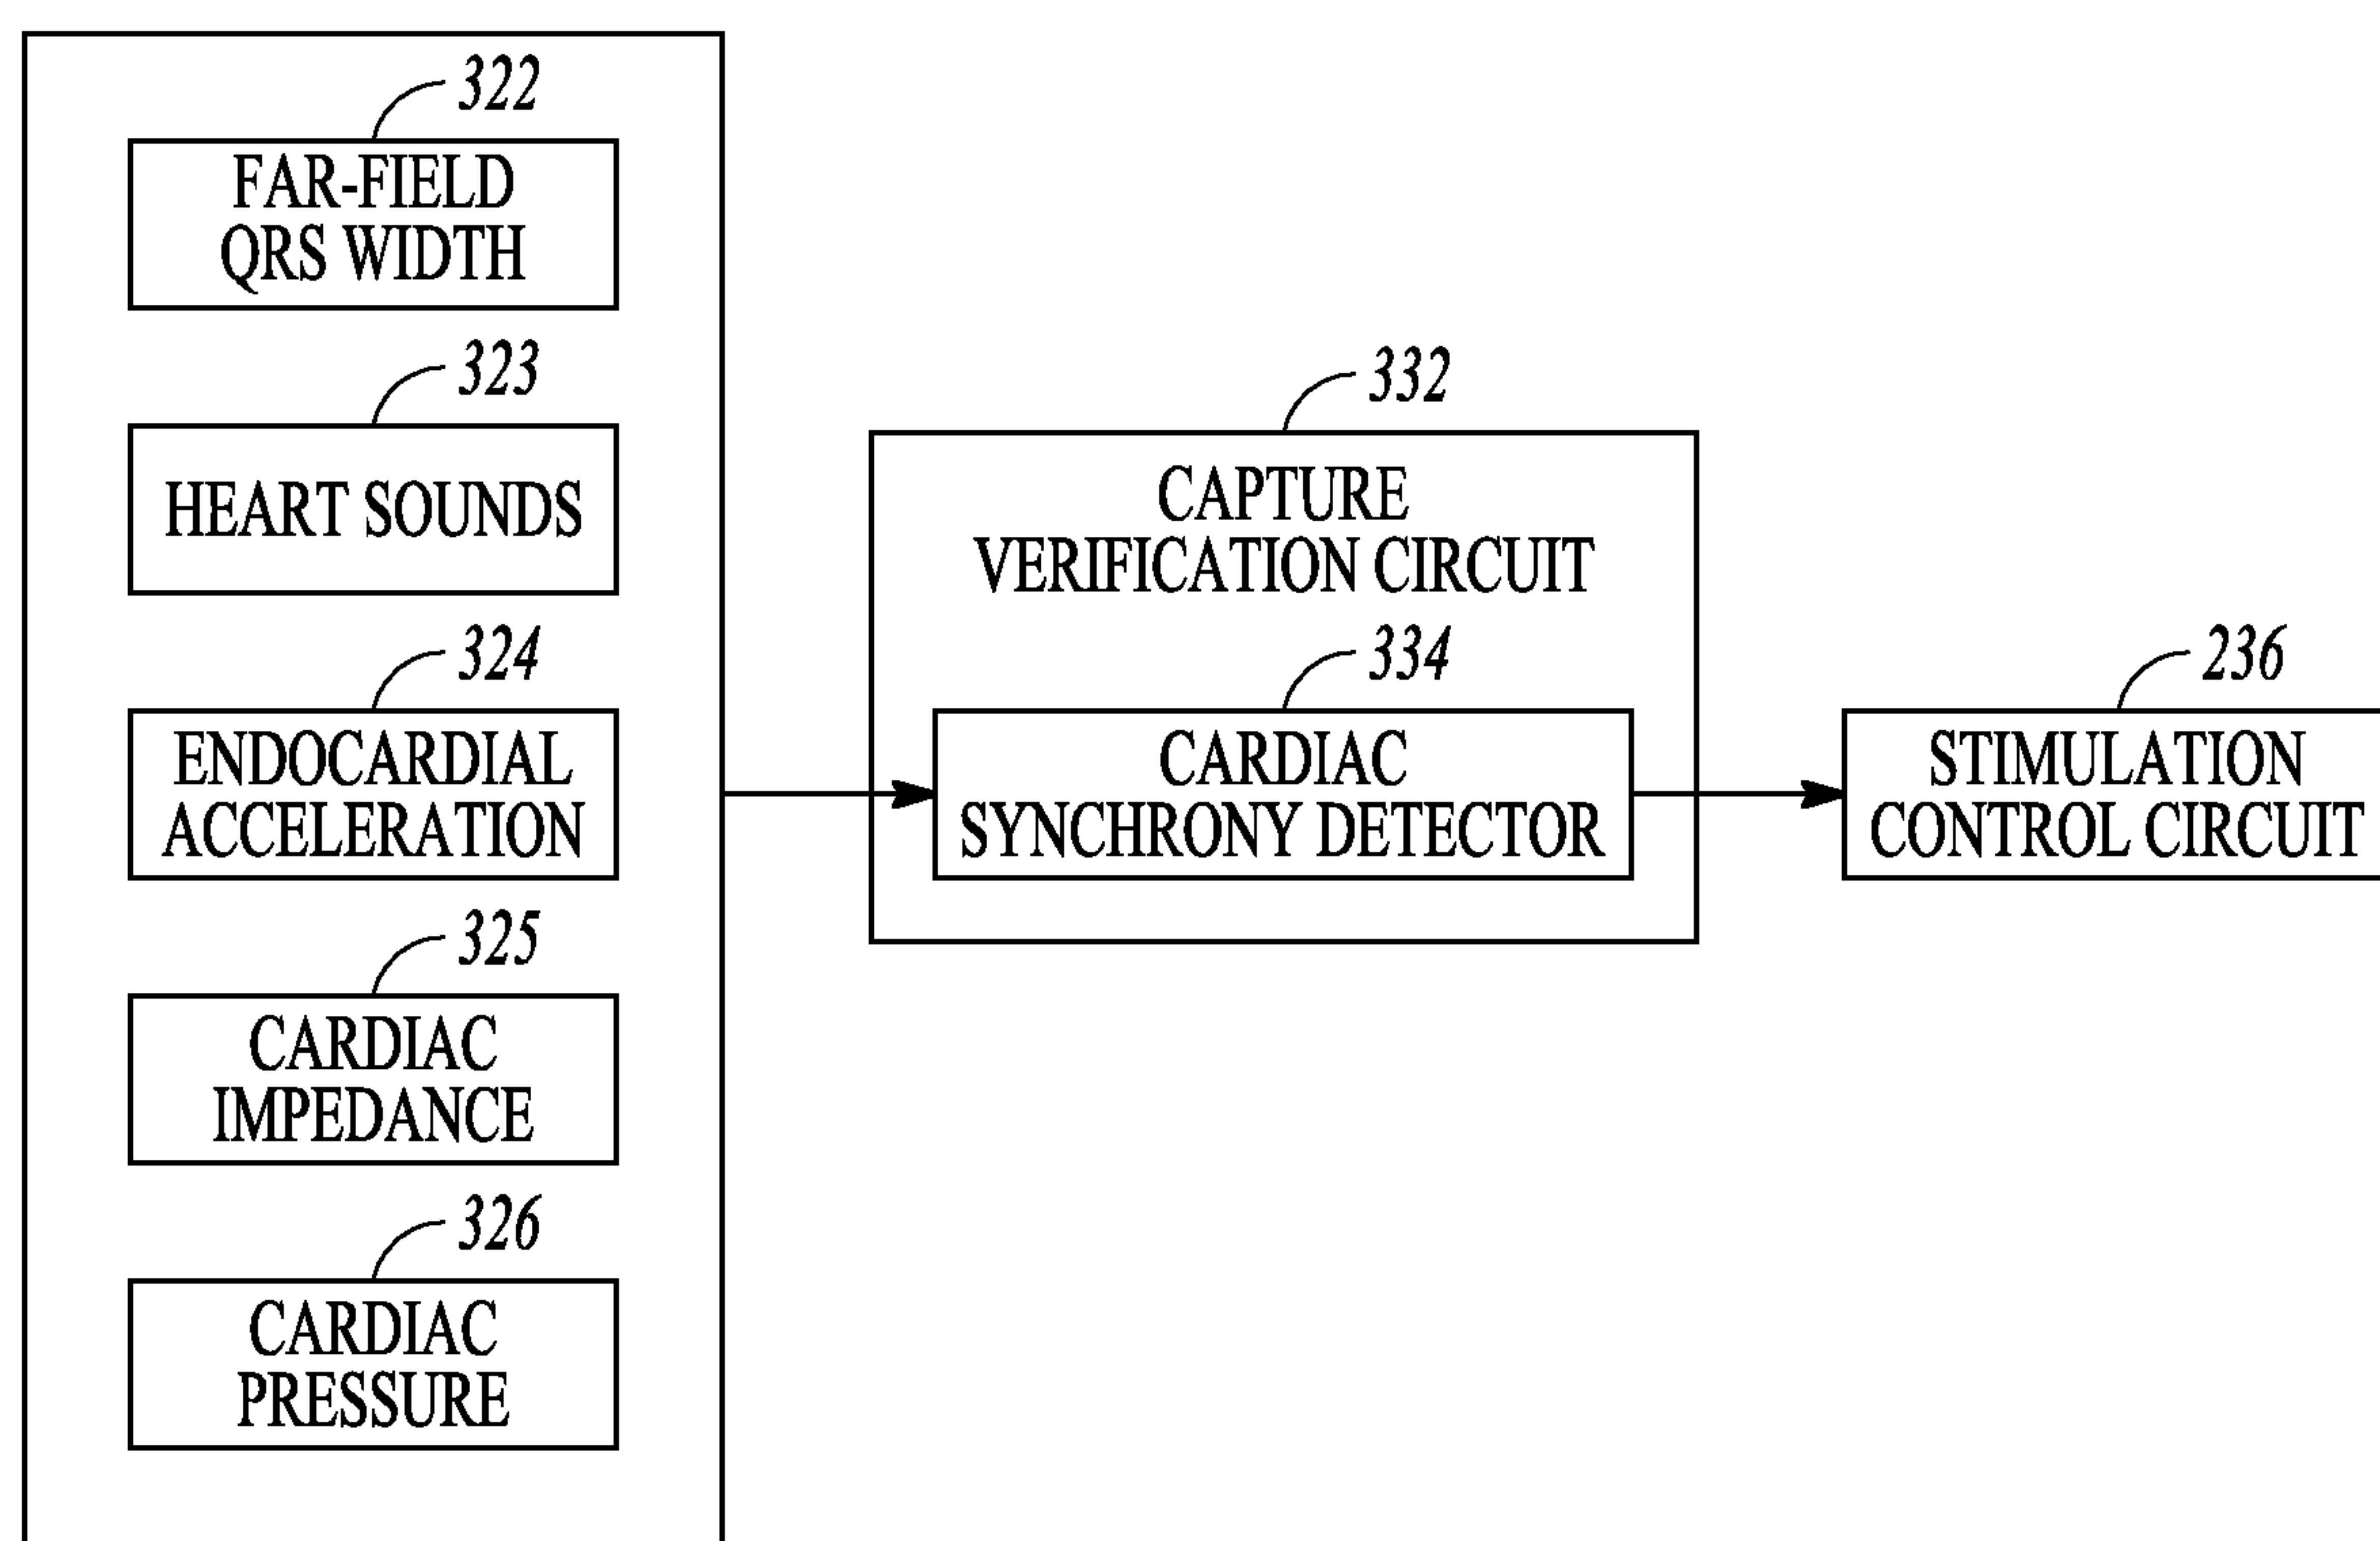 322
FAR-FIELD
QRS WIDTH
323
HEART SOUNDS
324
ENDOCARDIAL
ACCELERATION
325
CARDIAC
IMPEDANCE
326
CARDIAC
PRESSURE
332
CAPTURE
VERIFICATION CIRCUIT
334
CARDIAC
SYNCHRONY DETECTOR
236
STIMULATION
CONTROL CIRCUIT